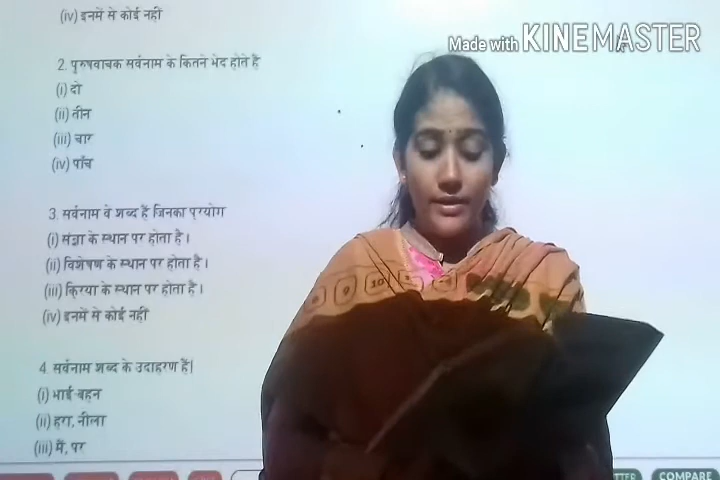 (iv) इनमें से कोई नहीं
Made with KINEMASTER
2. पुरुषवाचक सर्वनाम के कितने भेद होते है
(i) दो
(ii) तीन
(iii) चार
(iv) पाँच
3. सर्वनाम वे शब्द हैं जिनका प्रयोग
(i) संज्ञा के स्थान पर होता है।
(ii) विशेषण के स्थान पर होता है।
(iii) क्रिया के स्थान पर होता है।
(iv) इनमें से कोई नहीं
4. सर्वनाम शब्द के उदाहरण हैं|
(i) भाई-बहन
(ii) हरा, नीला
(iii) मैं, पर
COMPARE